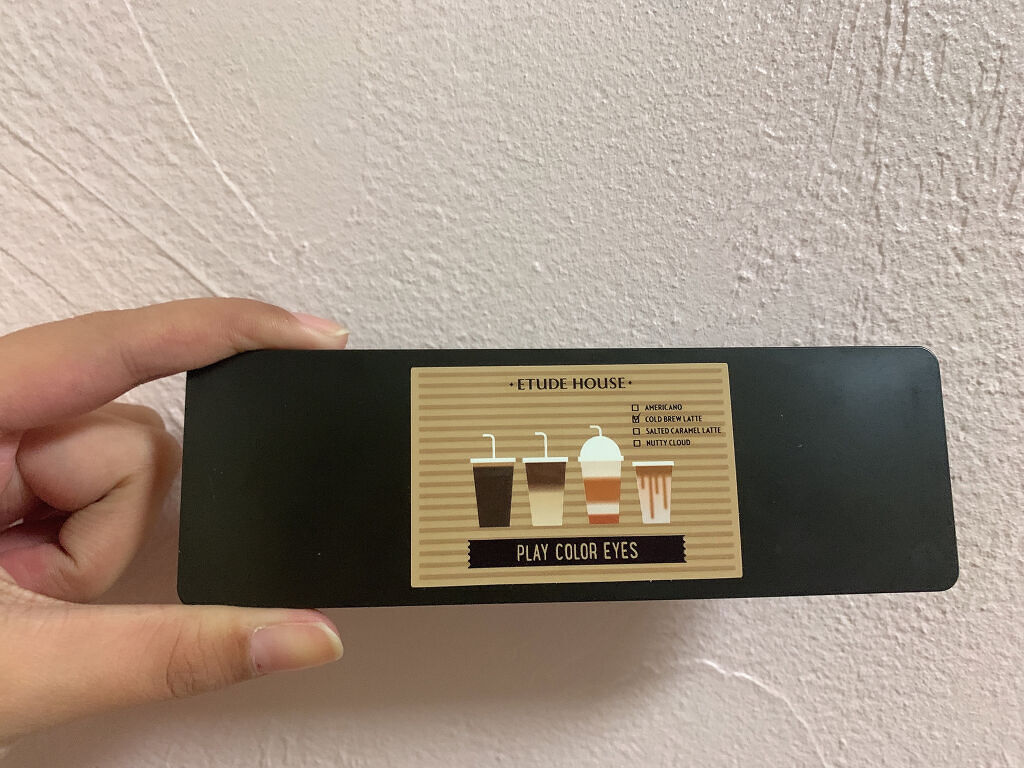 •ETUDE HOUSE•
AMERICANO
COLD BREW LATTE
SALTED CARAMEL LATTE
NUTTY CLOUD
PLAY COLOR EYES